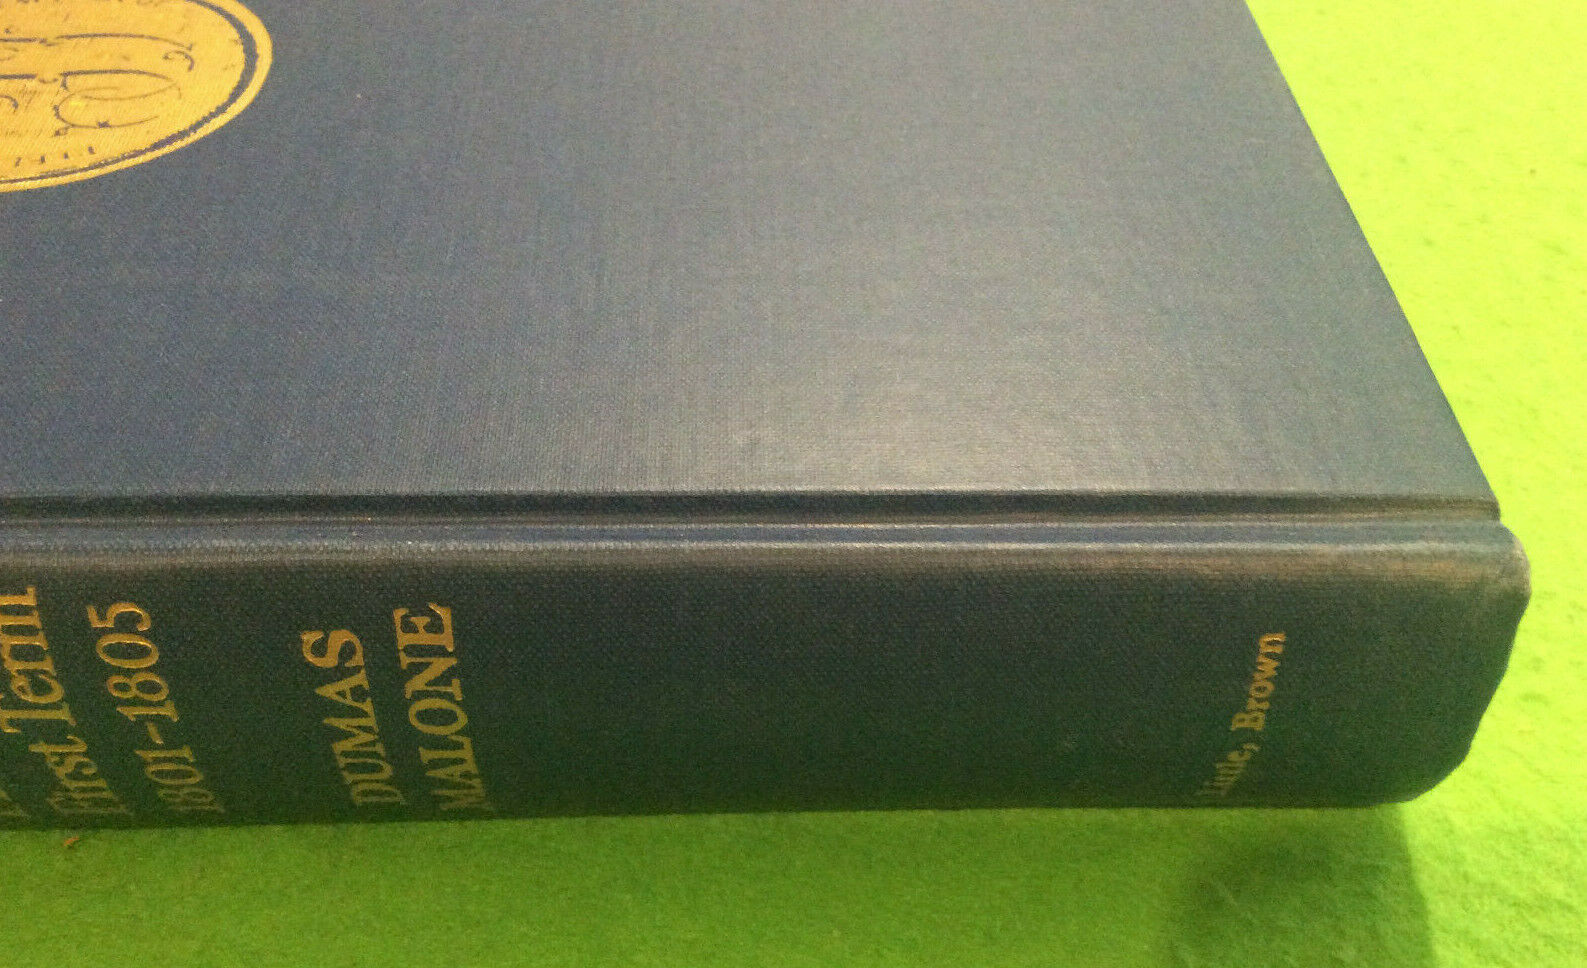 First Term
1801-1805
DUMAS
MALONE
Little, Brown